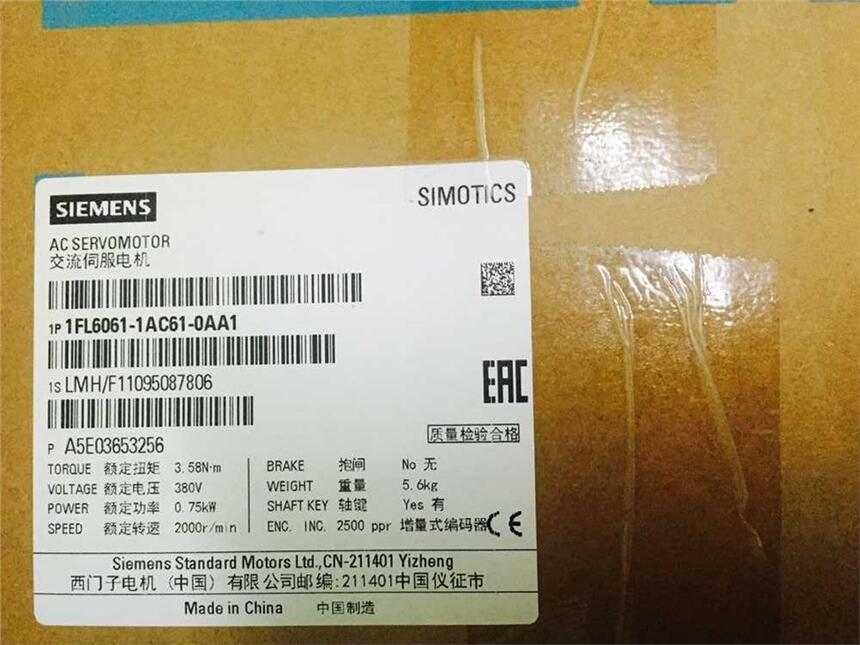 SIEMENS
SIMOTICS
AC SERVOMOTOR
交流伺服电机
1P 1FL6061-1AC61-0AA1
1S LMH/F11095087806
EAC
P A5E03653256
质量检验合格
TORQUE 额定扭矩 3.58N·m BRAKE 抱闸 No 无
VOLTAGE 额定电压 380V WEIGHT 重量 5.6kg
POWER 额定功率 0.75kW SHAFT KEY 轴键 Yes 有
SPEED 额定转速 2000r/min ENC. INC. 2500 ppr 增量式编码器 CE
Siemens Standard Motors Ltd.,CN-211401 Yizheng
西门子电机（中国）有限公司邮编:211401中国仪征市
Made in China 中国制造